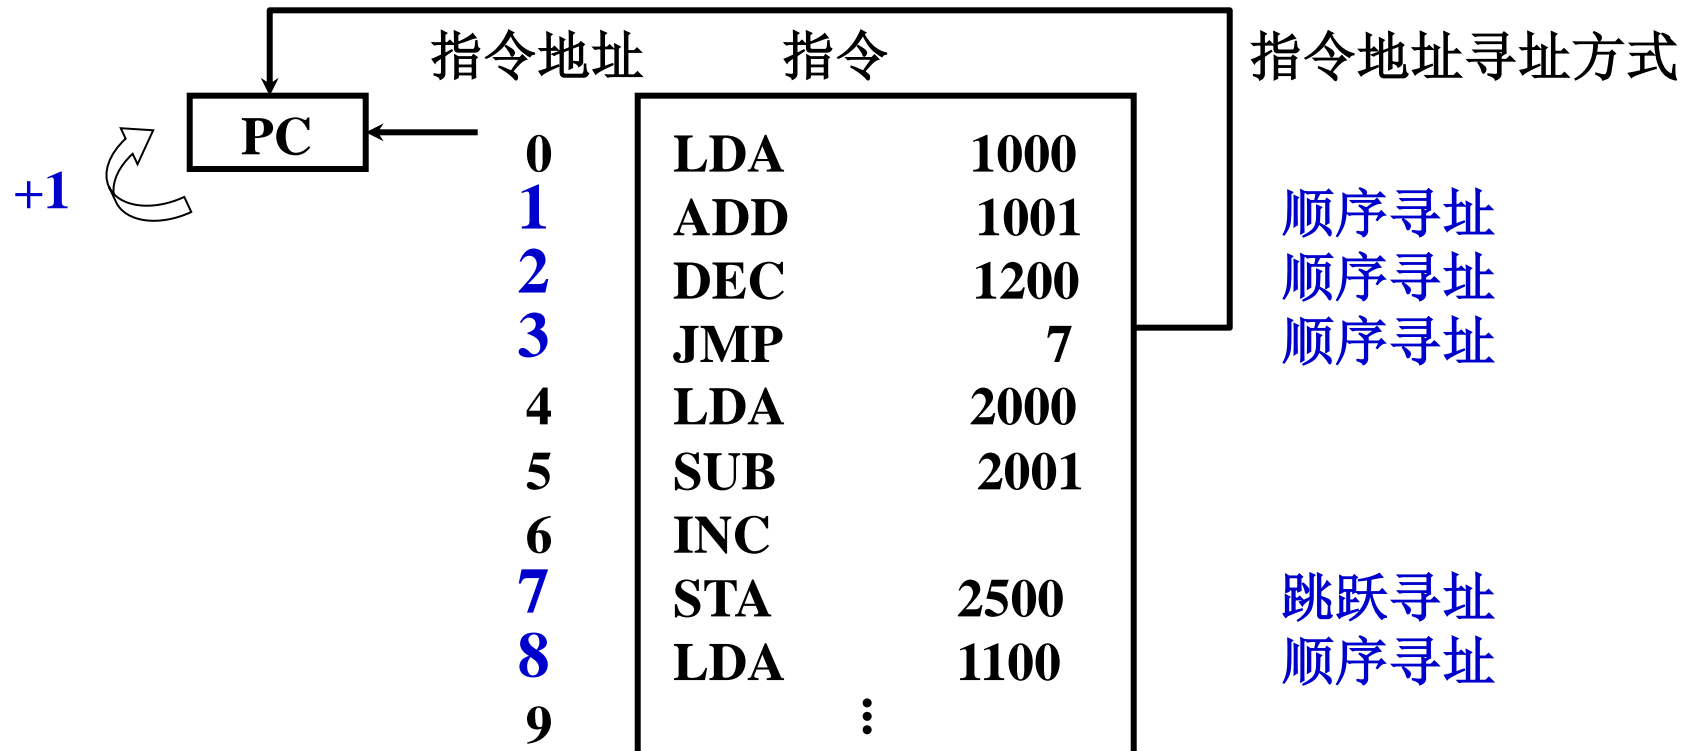 指令地址 指令 指令地址寻址方式
PC
0 LDA 1000
+1
1 ADD 1001 顺序寻址
2 DEC 1200 顺序寻址
3 JMP 7 顺序寻址
4 LDA 2000
5 SUB 2001
6 INC
7 STA 2500 跳跃寻址
8 LDA 1100 顺序寻址
9 ⋮